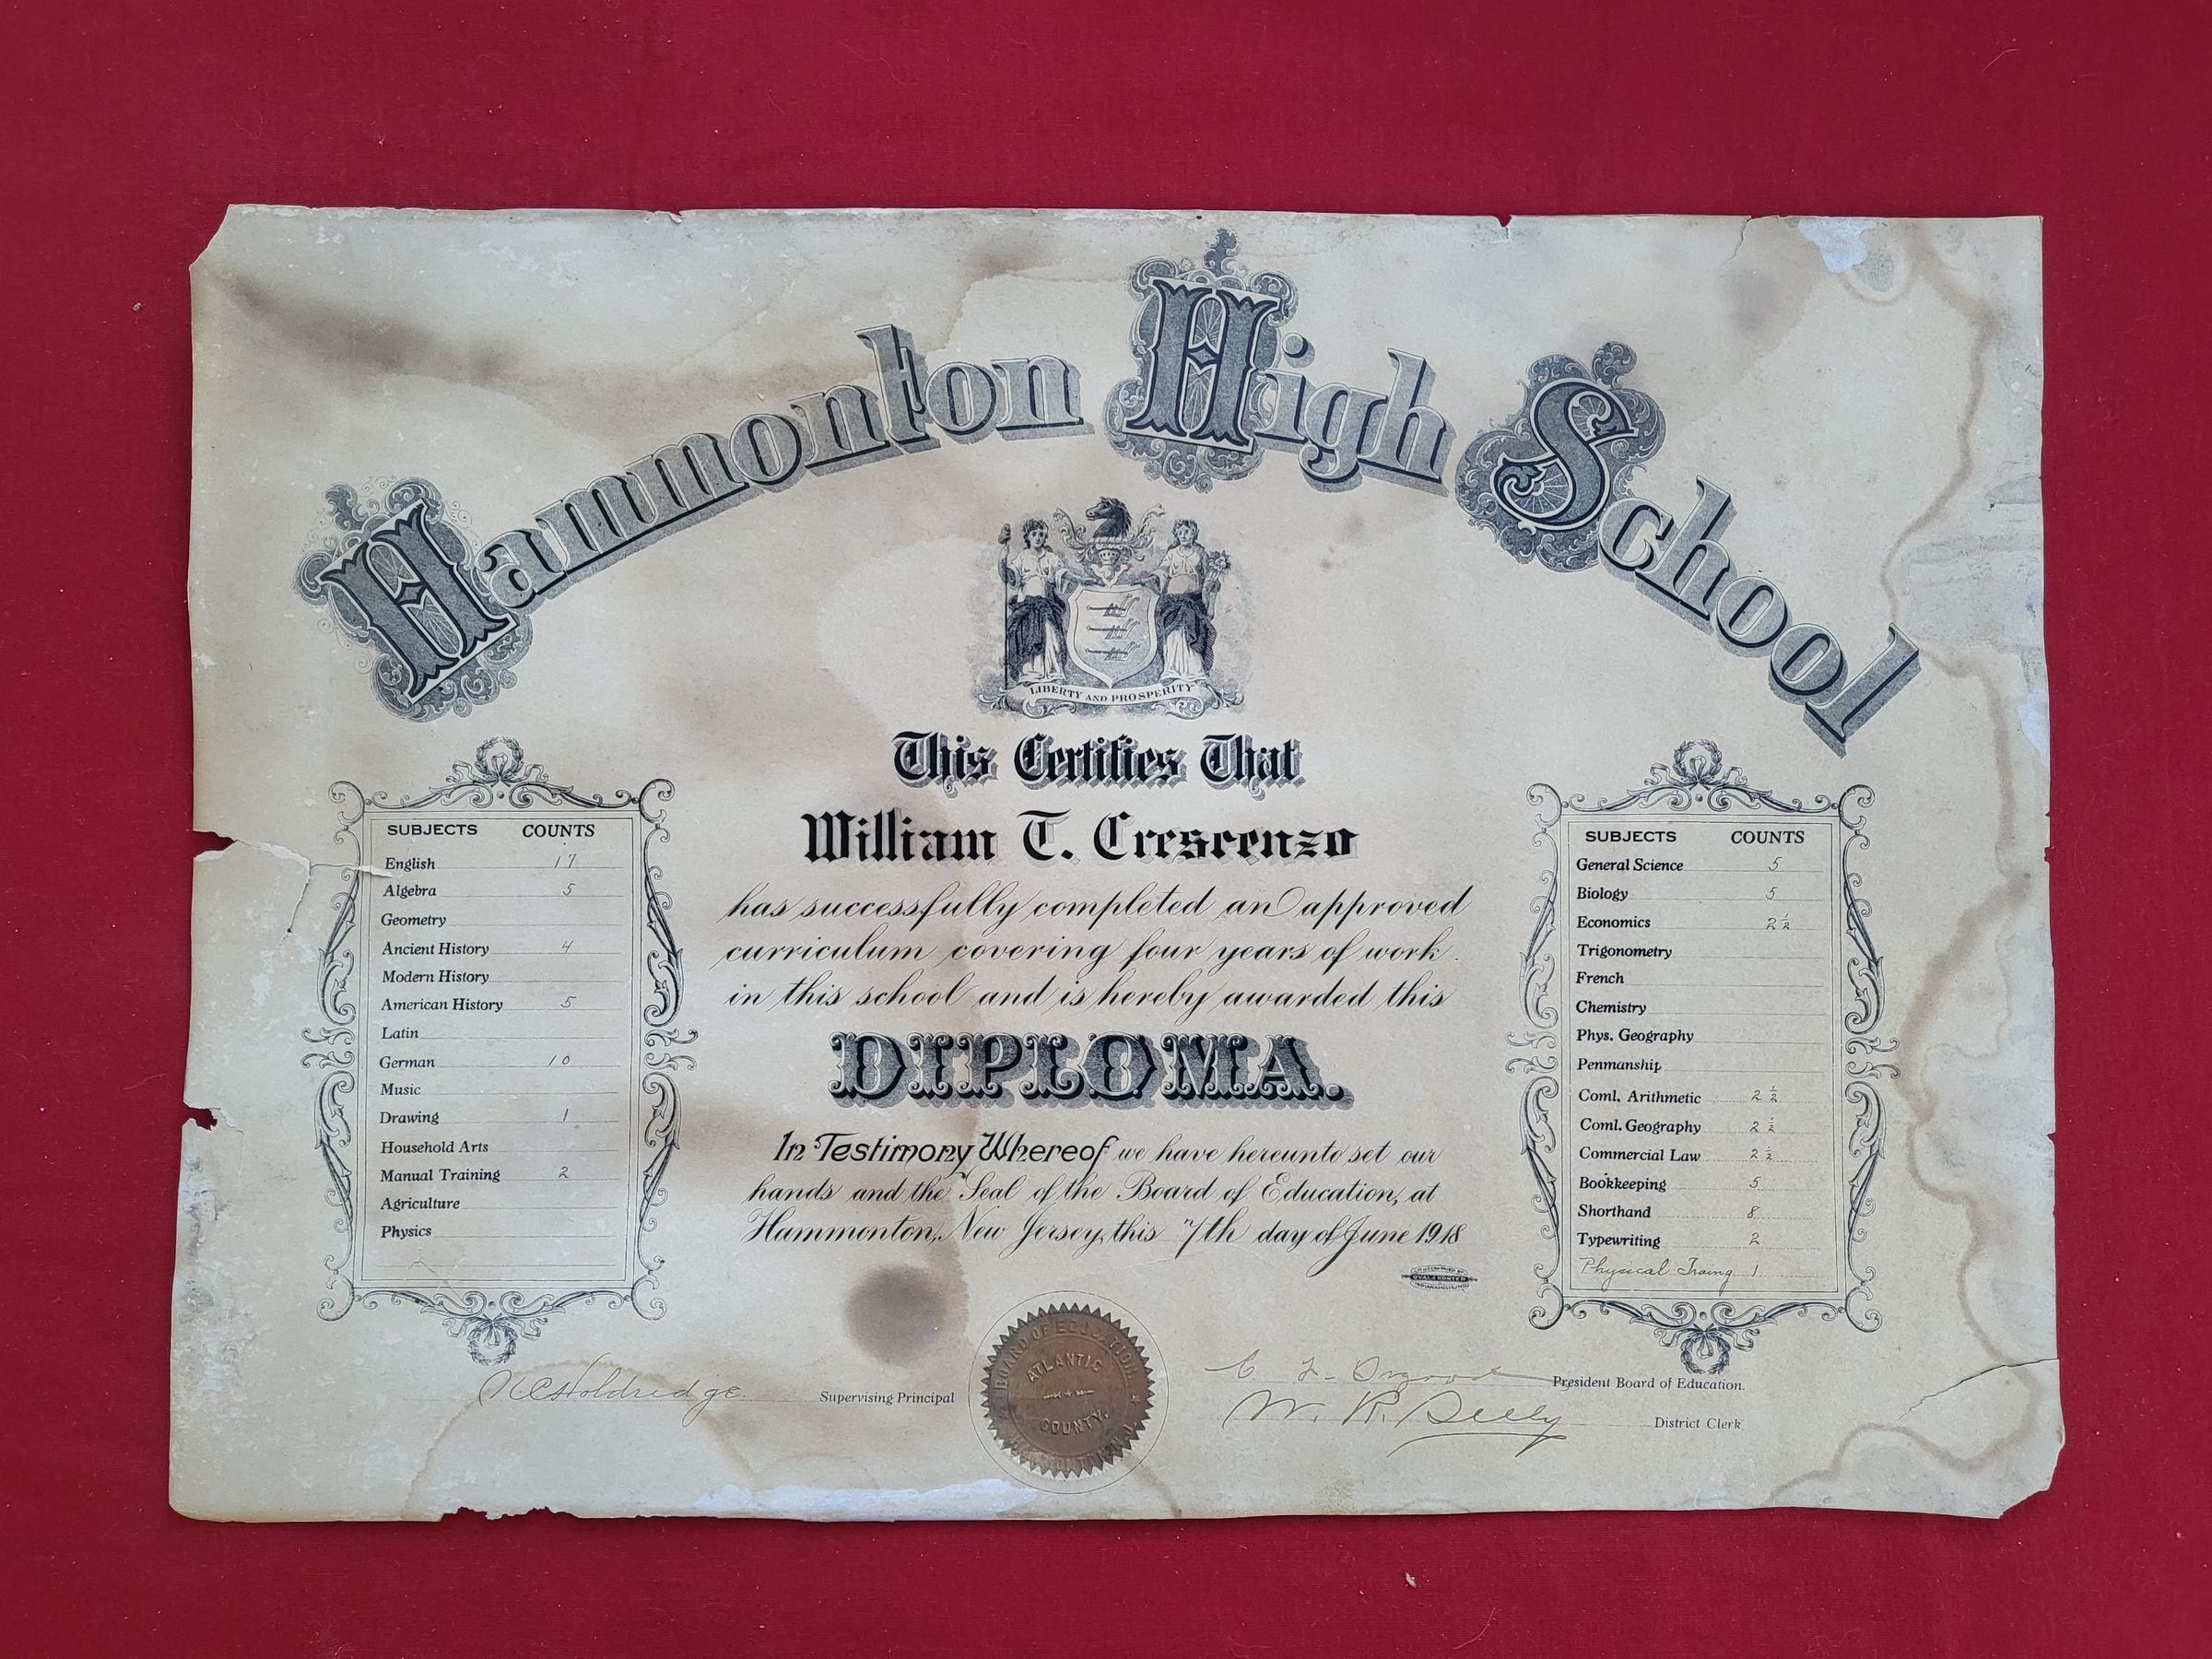 Hammonton High School
LIBERTY AND PROSPERITY
This Certifies That
William T. Crescenzo
has successfully completed an approved
curriculum covering four years of work
in this school and is hereby awarded this
DIPLOMA.
In Testimony Whereof we have hereunto set our
hands and the Seal of the Board of Education, at
Hammonton, New Jersey, this 7th day of June 1918
SUBJECTS COUNTS
English 17
Algebra 5
Geometry
Ancient History 4
Modern History
American History 5
Latin
German 10
Music
Drawing 1
Household Arts
Manual Training 2
Agriculture
Physics
SUBJECTS COUNTS
General Science 5
Biology 5
Economics 2½
Trigonometry
French
Chemistry
Phys. Geography
Penmanship
Coml. Arithmetic 2½
Coml. Geography 2½
Commercial Law 2½
Bookkeeping 5
Shorthand 8
Typewriting 2
Physical Traing 1
N.C. Holdredge Supervising Principal
BOARD OF EDUCATION
ATLANTIC
COUNTY.
President Board of Education.
W. R. Seely District Clerk